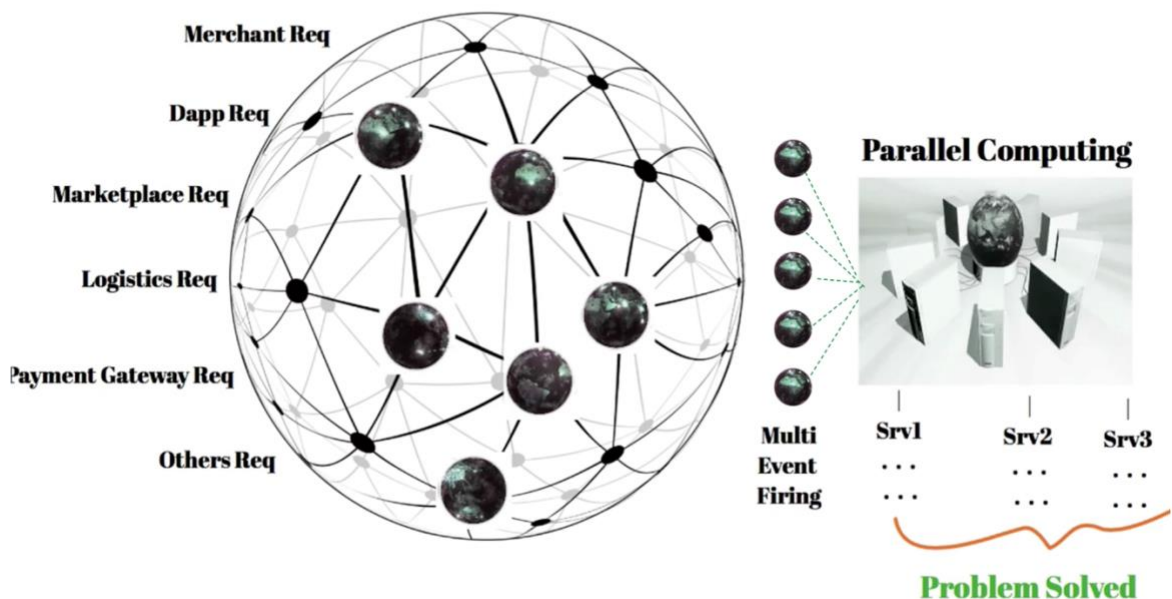 Merchant Req
Dapp Req
Marketplace Req
Logistics Req
Payment Gateway Req
Others Req
Multi
Event
Firing
Parallel Computing
Srv1 Srv2 Srv3
... ... ...
... ... ...
Problem Solved